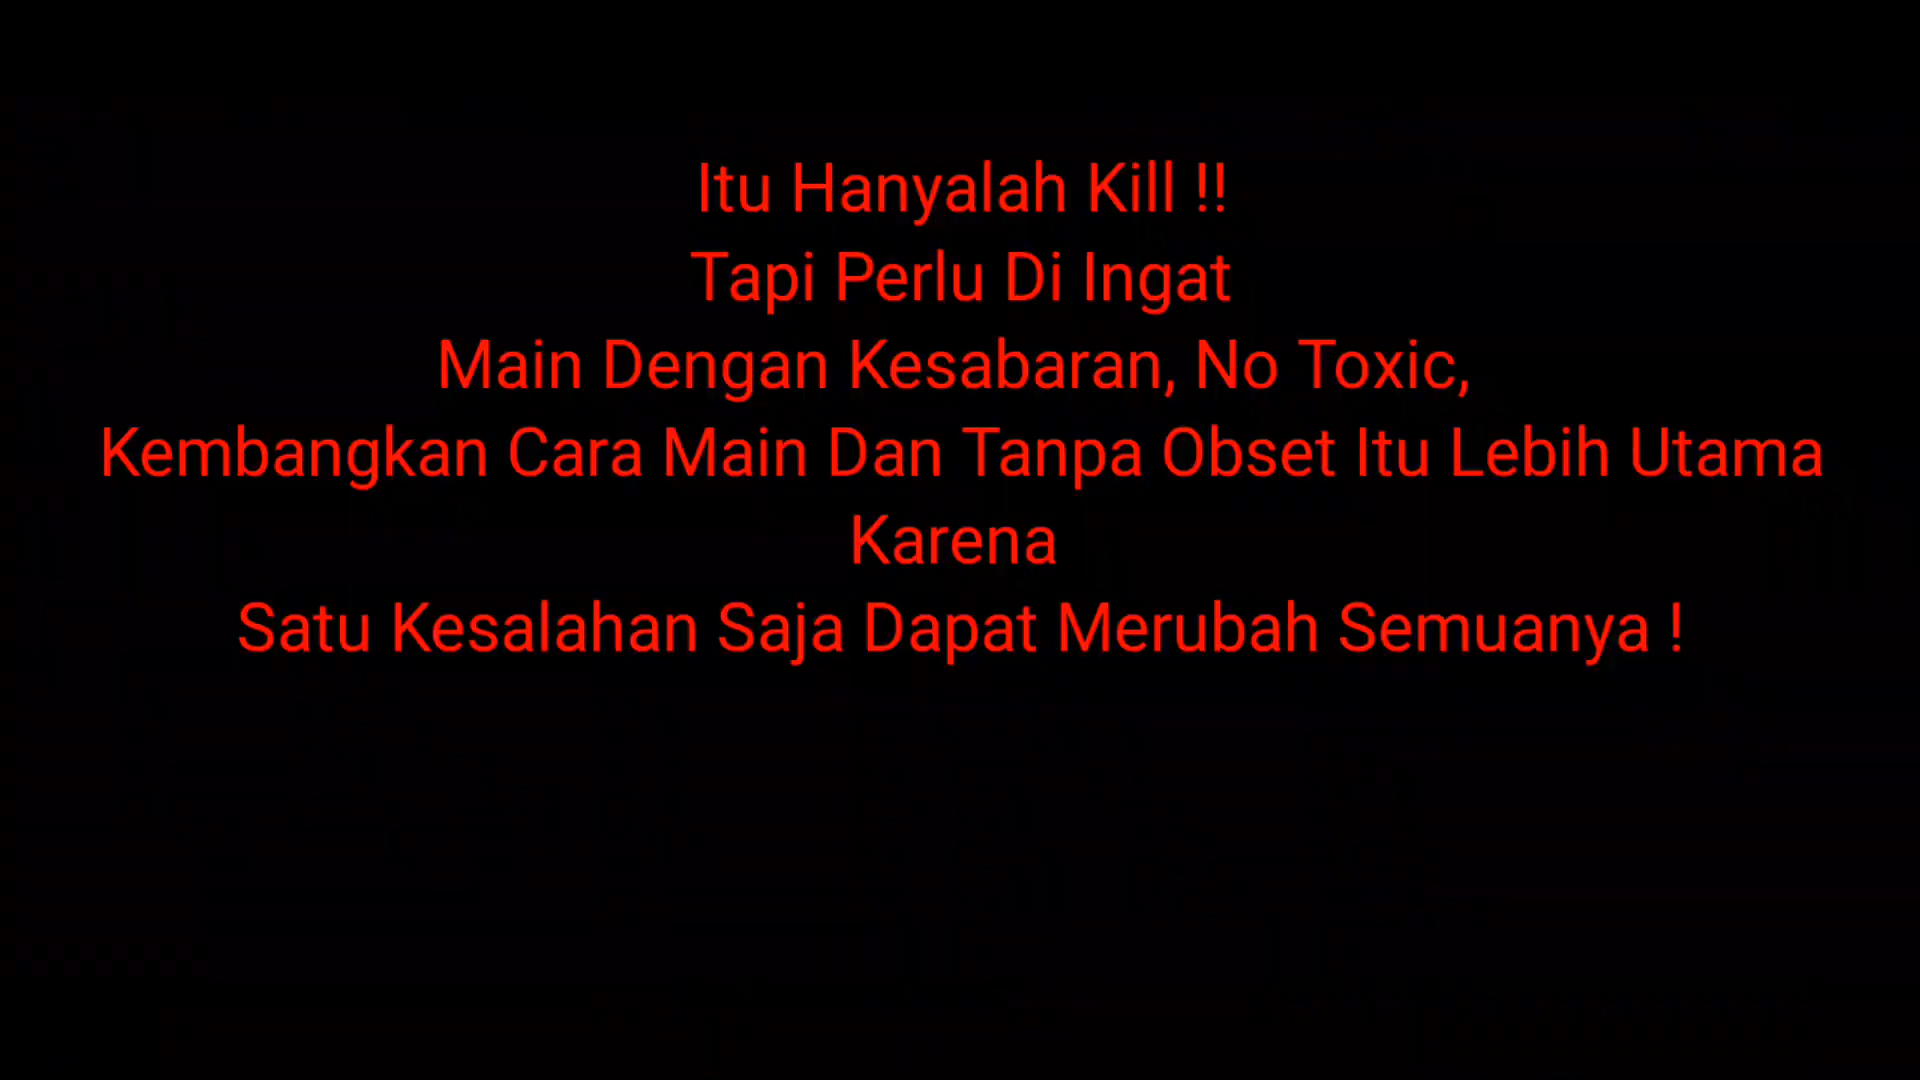 Itu Hanyalah Kill !!
Tapi Perlu Di Ingat
Main Dengan Kesabaran, No Toxic,
Kembangkan Cara Main Dan Tanpa Obset Itu Lebih Utama
Karena
Satu Kesalahan Saja Dapat Merubah Semuanya !